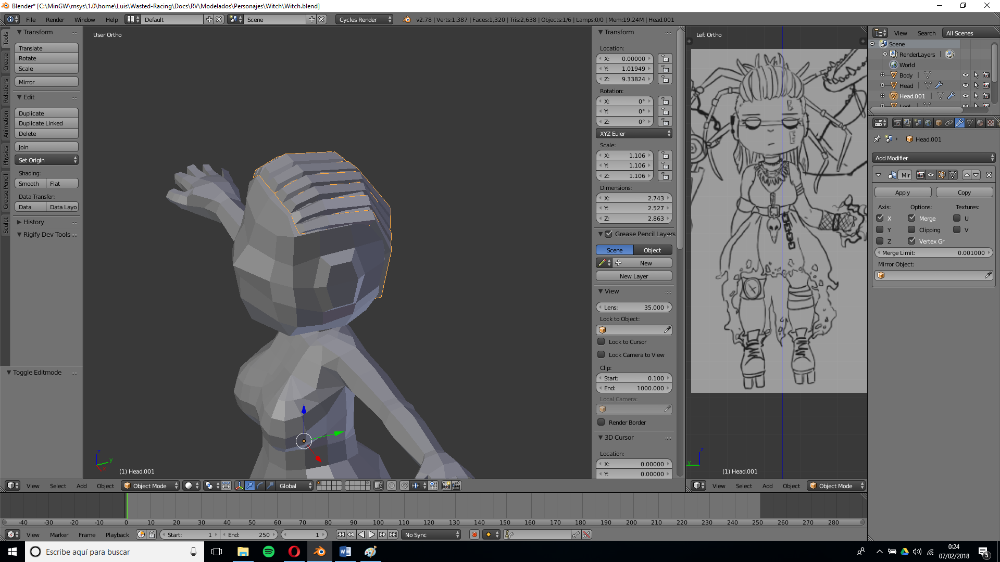 Blender* [C:\MinGW\msys\1.0\home\Luis\Wasted-Racing\Docs\RV\Modelados\Personajes\Witch\Witch.blend]
File Render Window Help Default Scene Cycles Render v2.78 | Verts:1,387 | Faces:1,320 | Tris:2,638 | Objects:1/6 | Lamps:0/0 | Mem:19.24M | Head.001
Tools
Create
Relations
Animation
Physics
Grease Pencil
Sculpt
Transform
Translate
Rotate
Scale
Mirror
Edit
Duplicate
Duplicate Linked
Delete
Join
Set Origin
Shading:
Smooth Flat
Data Transfer:
Data Data Layo
History
Rigify Dev Tools
Toggle Editmode
User Ortho
z
y
(1) Head.001
Transform
Location:
X: 0.00000
Y: 1.01949
Z: 9.33824
Rotation:
X: 0°
Y: 0°
Z: 0°
XYZ Euler
Scale:
X: 1.106
Y: 1.106
Z: 1.106
Dimensions:
X: 2.743
Y: 2.527
Z: 2.863
Grease Pencil Layers
Scene Object
New
New Layer
View
Lens: 35.000
Lock to Object:
Lock to Cursor
Lock Camera to View
Clip:
Start: 0.100
End: 1000.000
Local Camera:
Render Border
3D Cursor
Location:
X: 0.00000
Y: 0.00000
Left Ortho
z
y
(1) Head.001
View Search All Scenes
Scene
RenderLayers |
World
Body |
Head |
Head.001 |
Head.001
Add Modifier
Mir
Apply Copy
Axis: Options: Textures:
X Merge U
Y Clipping V
Z Vertex Gr
Merge Limit: 0.001000
Mirror Object:
View Select Add Object Object Mode Global
View Select Add Object Object Mode
-40 -30 -20 -10 0 10 20 30 40 50 60 70 80 90 100 110 120 130 140 150 160 170 180 190 200 210 220 230 240 250 260 270 280
View Marker Frame Playback Start: 1 End: 250 1 No Sync
Escribe aquí para buscar
0:24
07/02/2018
5